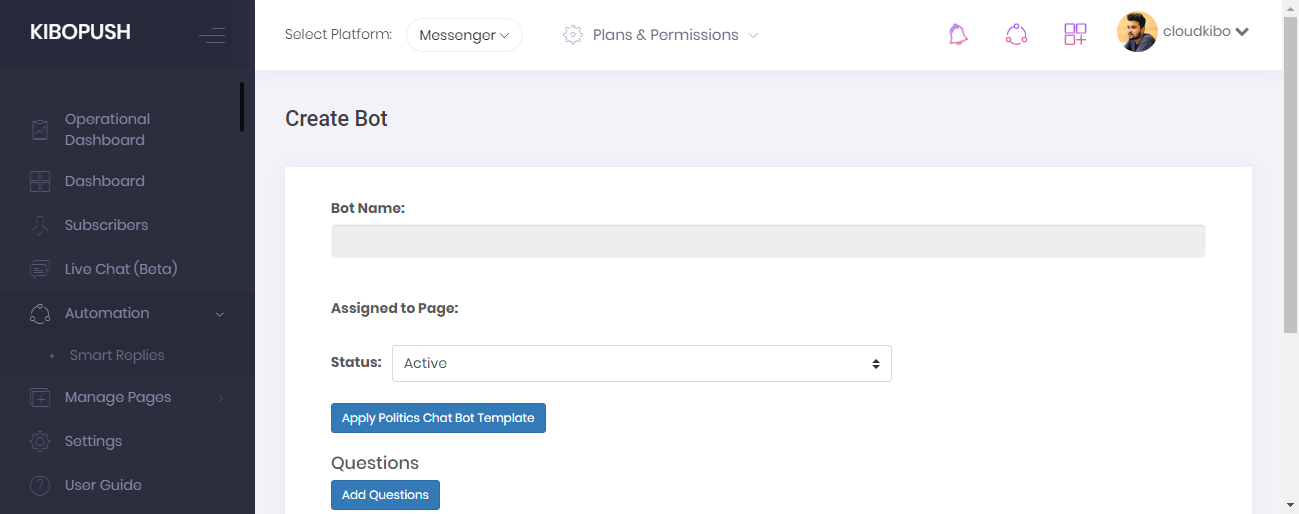 KIBOPUSH
Select Platform: Messenger Plans & Permissions cloudkibo
Operational
Dashboard
Dashboard
Subscribers
Live Chat (Beta)
Automation
Smart Replies
Manage Pages
Settings
User Guide
Create Bot
Bot Name:
Assigned to Page:
Status: Active
Apply Politics Chat Bot Template
Questions
Add Questions